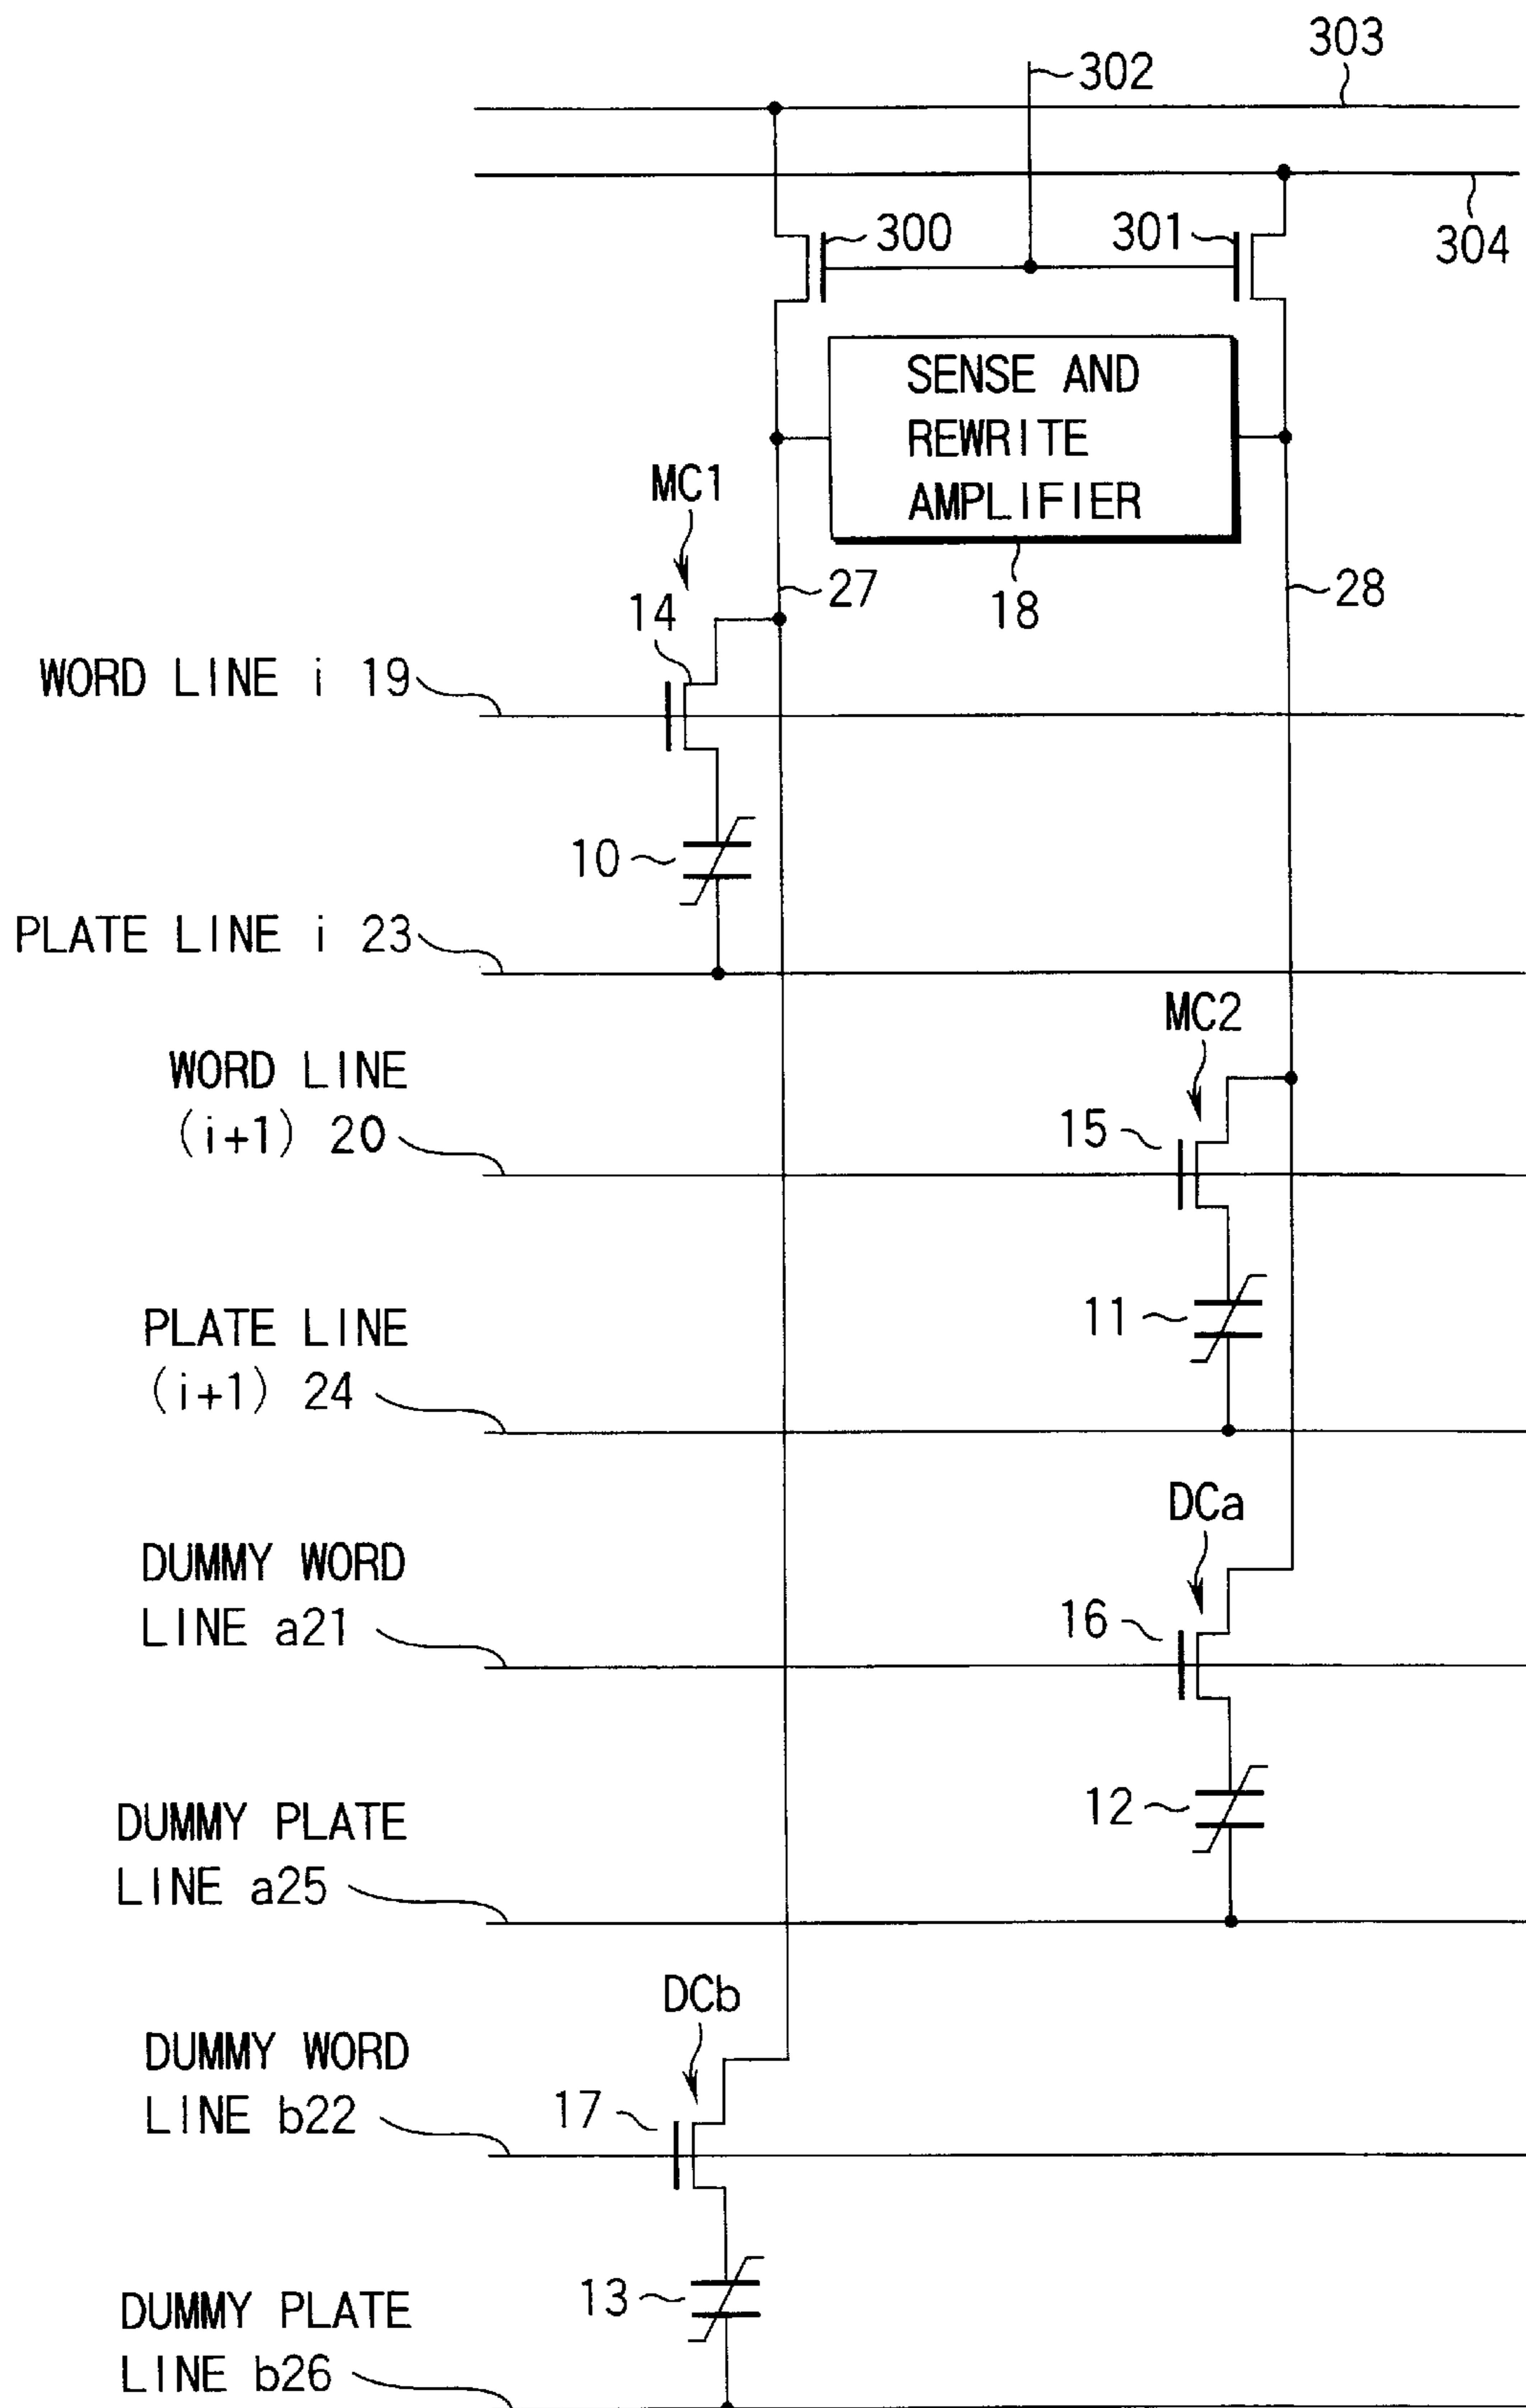 303
302
300
301
304
SENSE AND
REWRITE
AMPLIFIER
MC1
27
18
28
14
WORD LINE i 19
10
PLATE LINE i 23
MC2
WORD LINE
(i+1) 20
15
11
PLATE LINE
(i+1) 24
DCa
DUMMY WORD
LINE a21
16
12
DUMMY PLATE
LINE a25
DCb
DUMMY WORD
LINE b22
17
13
DUMMY PLATE
LINE b26